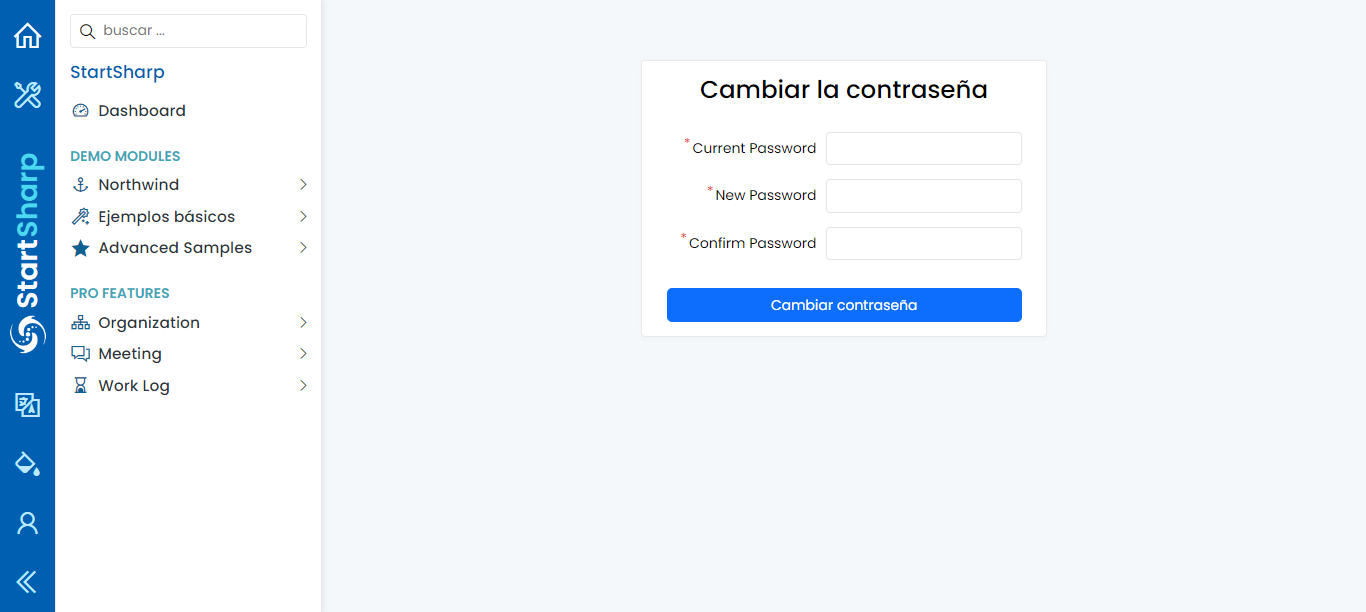 StartSharp
buscar ...
StartSharp
Dashboard
DEMO MODULES
Northwind
Ejemplos básicos
Advanced Samples
PRO FEATURES
Organization
Meeting
Work Log
Cambiar la contraseña
*Current Password
*New Password
*Confirm Password
Cambiar contraseña